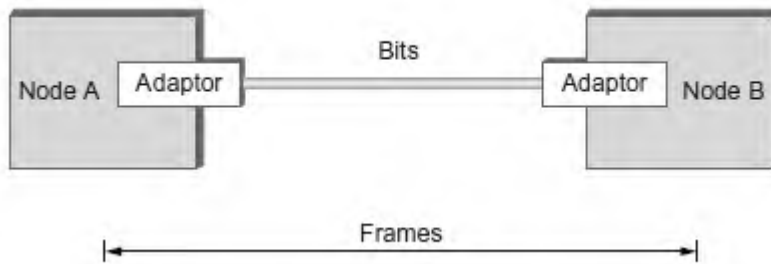 Bits
Node A
Adaptor
Adaptor
Node B
Frames